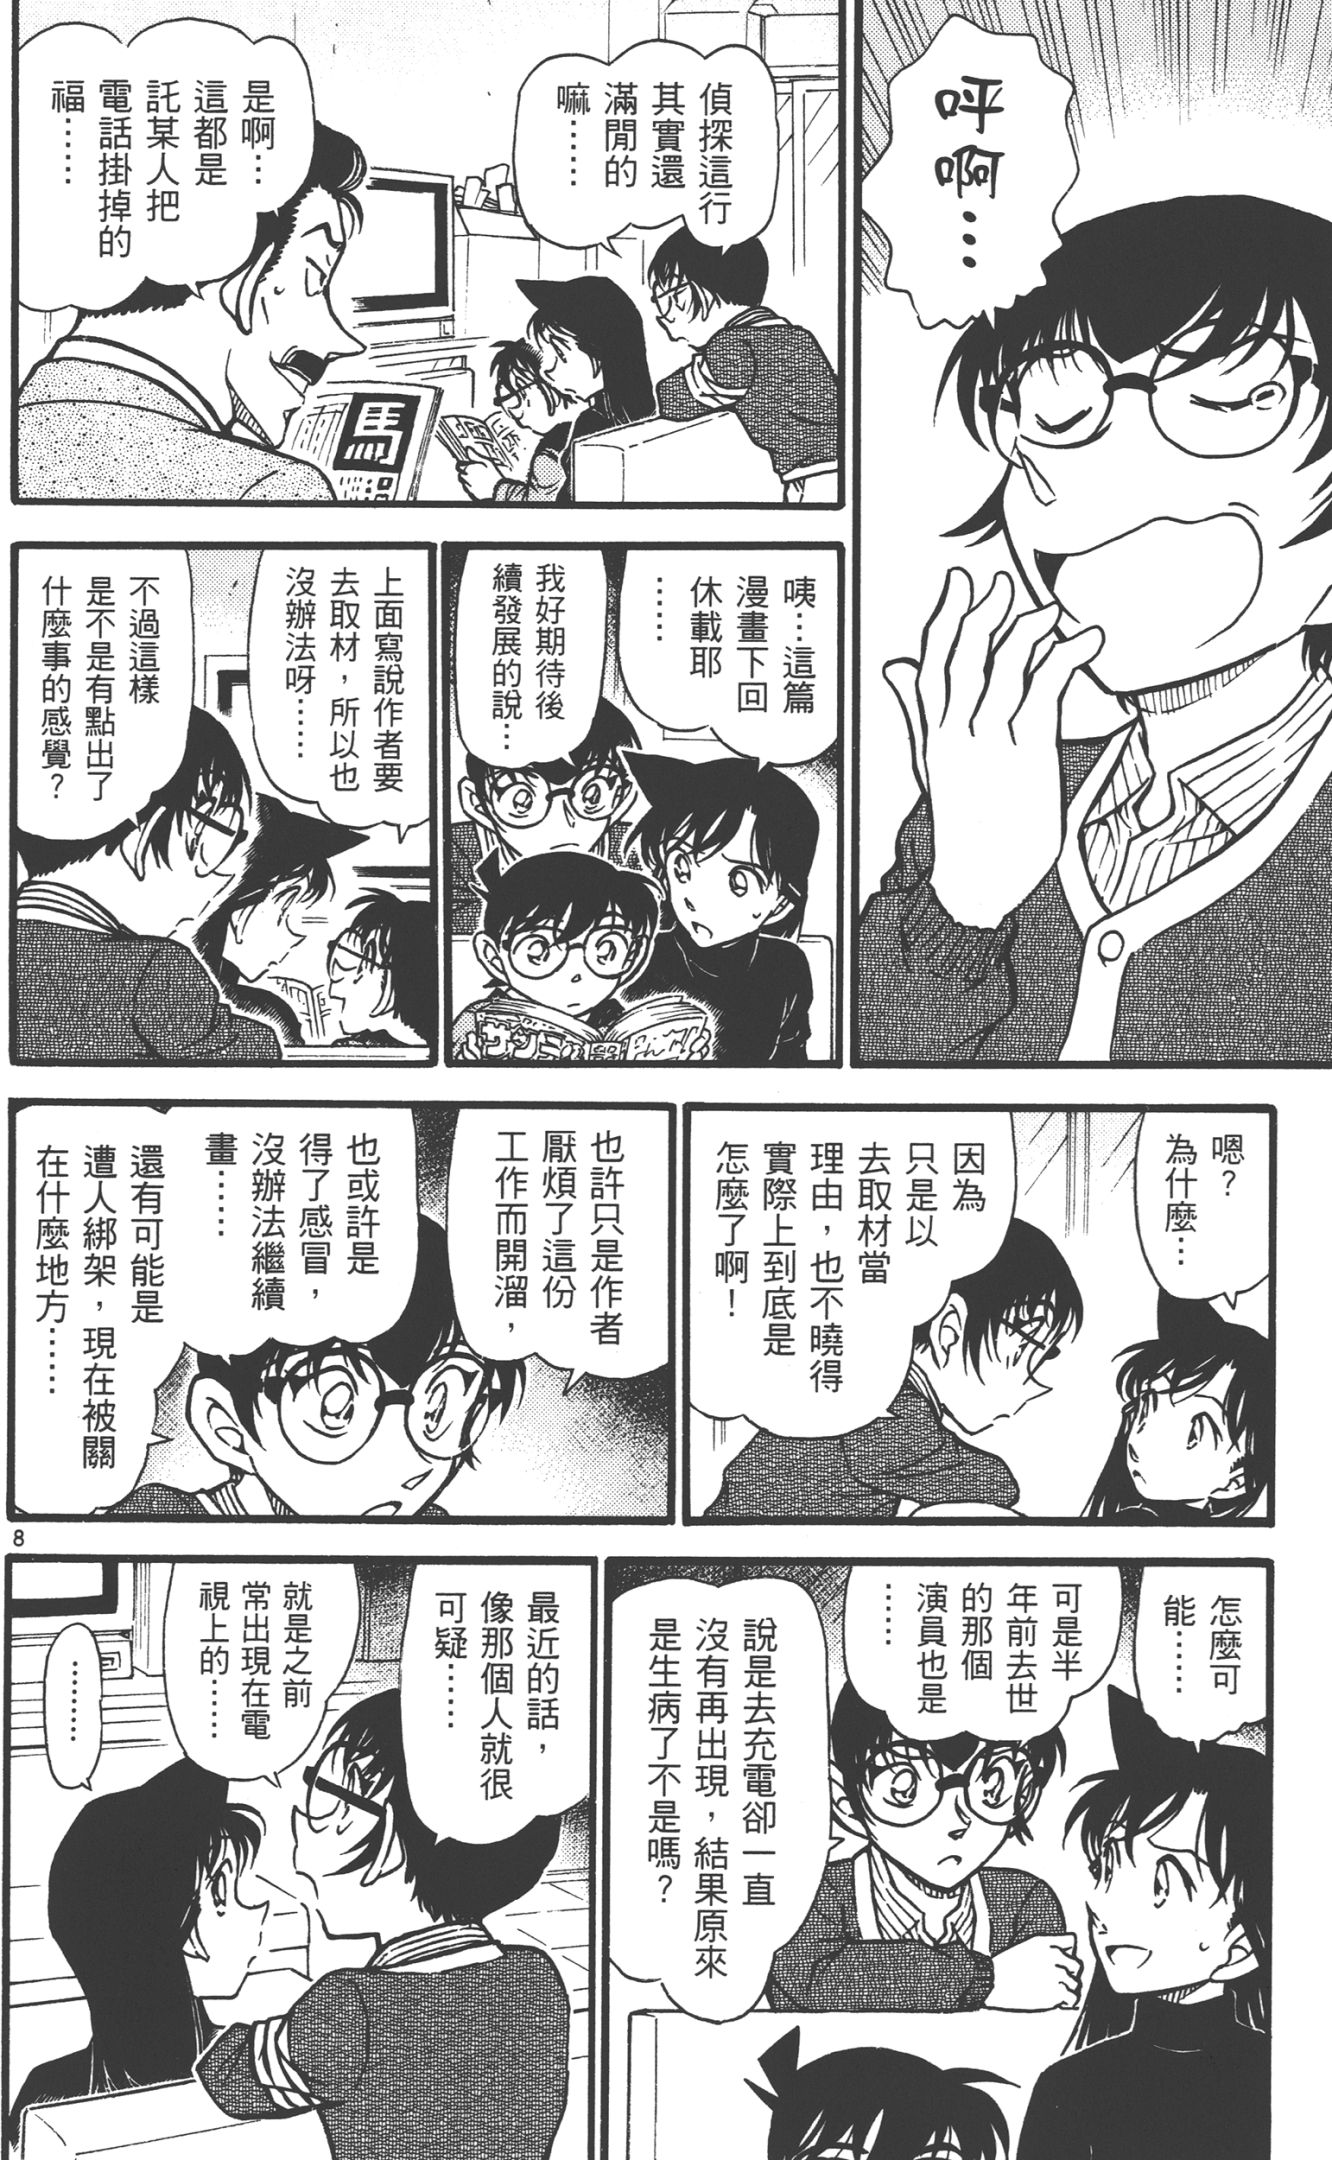 呼
啊…
偵探這行
其實還
滿閒的
嘛……
是啊…
這都是
託某人把
電話掛掉的
福……
馬
咦…這篇
漫畫下回
休載耶
……
我好期待後
續發展的說…
サンデー
上面寫說作者要
去取材，所以也
沒辦法呀……
不過這樣
是不是有點出了
什麼事的感覺？
嗯？
為什麼…
因為
只是以
去取材當
理由，也不曉得
實際上到底是
怎麼了啊！
也許只是作者
厭煩了這份
工作而開溜，
也或許是
得了感冒，
沒辦法繼續
畫……
還有可能是
遭人綁架，現在被關
在什麼地方……
8
怎麼可
能……
可是半
年前去世
的那個
演員也是
……
說是去充電卻一直
沒有再出現，結果原來
是生病了不是嗎？
最近的話，
像那個人就很
可疑……
就是之前
常出現在電
視上的……
………